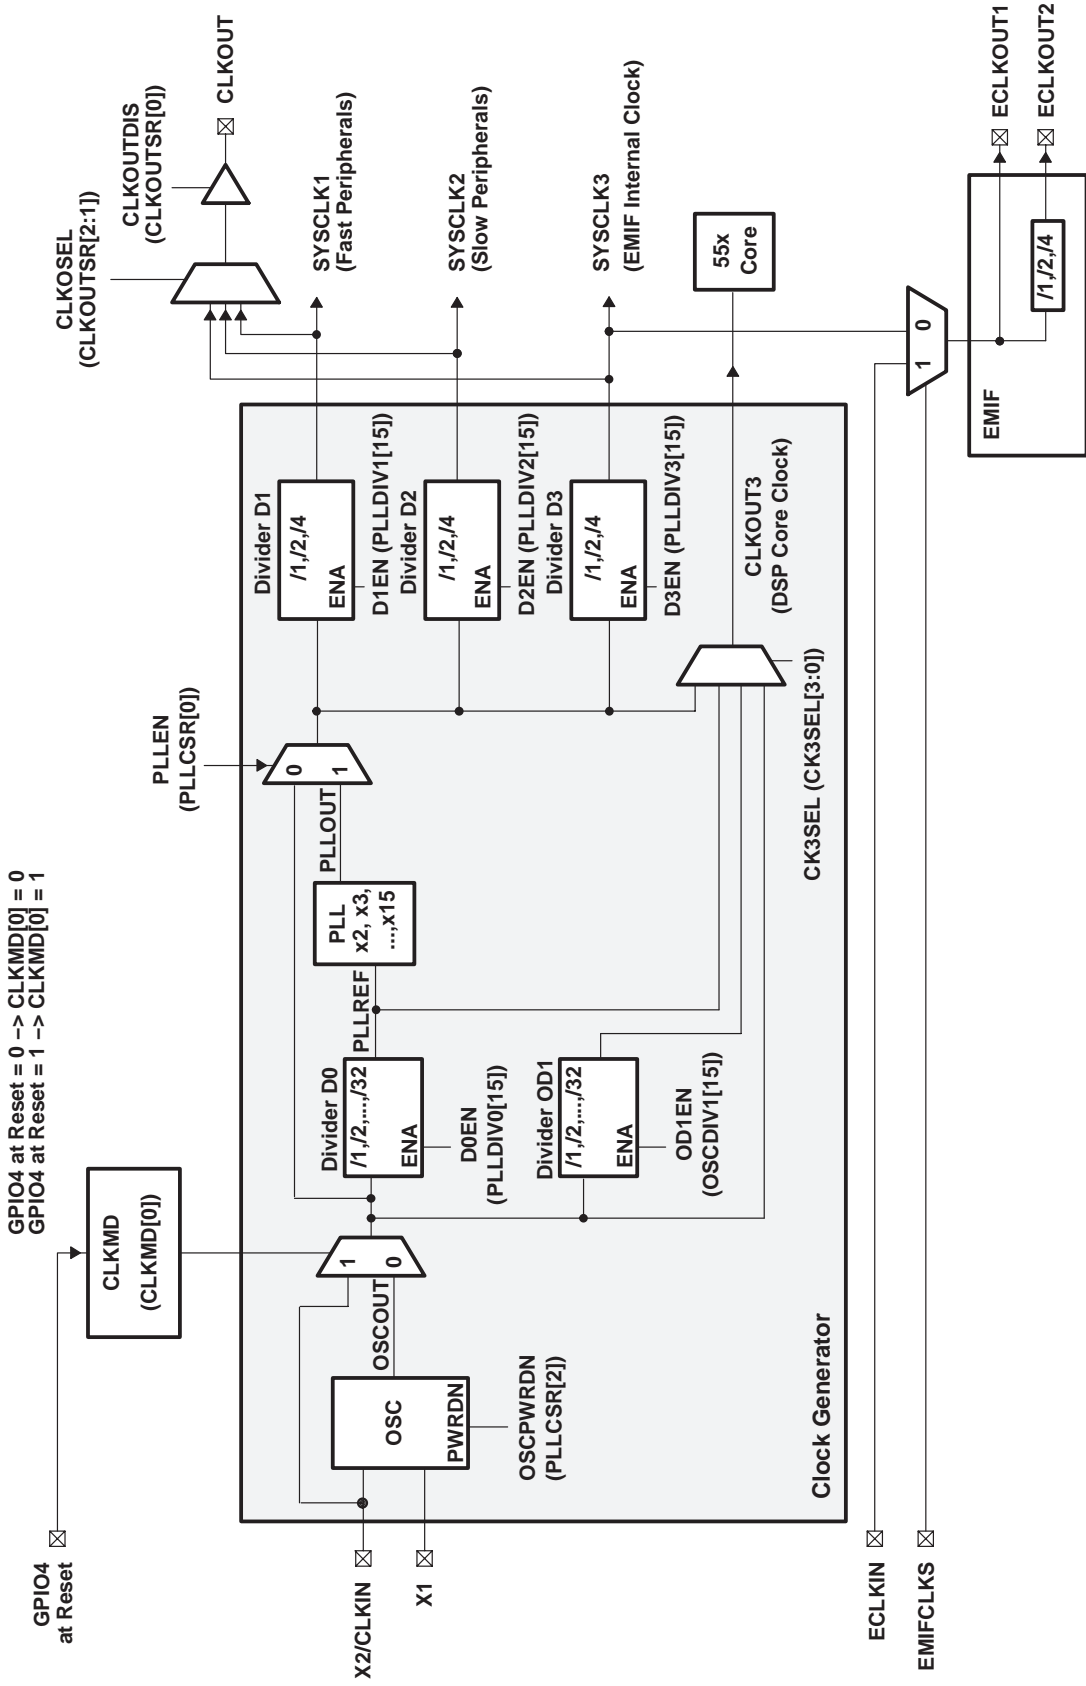 GPIO4 at Reset = 0 −> CLKMD[0] = 0
GPIO4 at Reset = 1 −> CLKMD[0] = 1
GPIO4
at Reset
CLKMD
(CLKMD[0])
X2/CLKIN
X1
OSC
PWRDN
OSCPWRDN
(PLLCSR[2])
OSCOUT
1
0
Divider D0
/1,/2,...,/32
ENA
D0EN
(PLLDIV0[15])
Divider OD1
/1,/2,...,/32
ENA
OD1EN
(OSCDIV1[15])
PLLREF
PLL
x2, x3,
...,x15
PLLOUT
PLLEN
(PLLCSR[0])
0
1
Divider D1
/1,/2,/4
ENA
D1EN (PLLDIV1[15])
Divider D2
/1,/2,/4
ENA
D2EN (PLLDIV2[15])
Divider D3
/1,/2,/4
ENA
D3EN (PLLDIV3[15])
CK3SEL (CK3SEL[3:0])
CLKOUT3
(DSP Core Clock)
Clock Generator
CLKOSEL
(CLKOUTSR[2:1])
CLKOUTDIS
(CLKOUTSR[0])
CLKOUT
SYSCLK1
(Fast Peripherals)
SYSCLK2
(Slow Peripherals)
SYSCLK3
(EMIF Internal Clock)
55x
Core
ECLKIN
EMIFCLKS
1
0
EMIF
/1,/2,/4
ECLKOUT1
ECLKOUT2